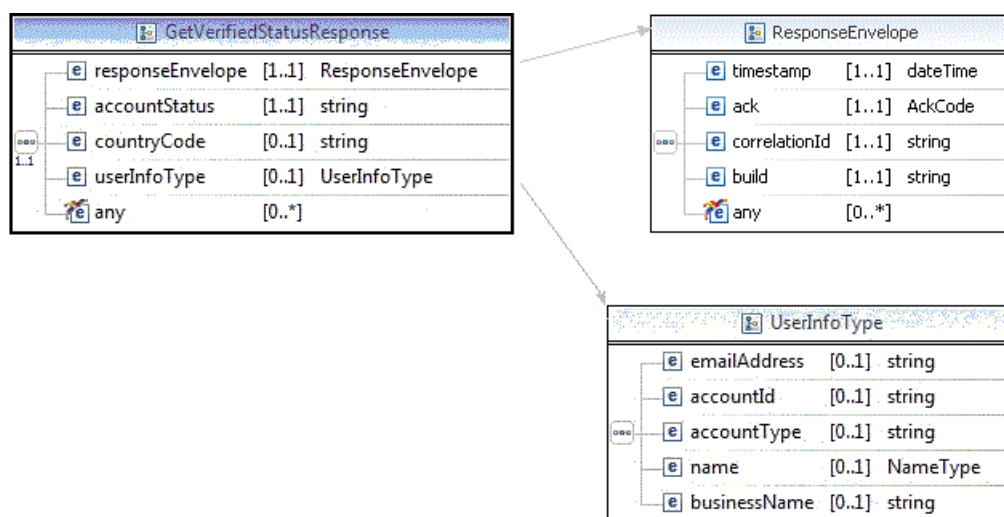 GetVerifiedStatusResponse
e responseEnvelope [1..1] ResponseEnvelope
e accountStatus [1..1] string
e countryCode [0..1] string
1..1
e userInfoType [0..1] UserInfoType
e any [0..*]
ResponseEnvelope
e timestamp [1..1] dateTime
e ack [1..1] AckCode
e correlationId [1..1] string
e build [1..1] string
e any [0..*]
UserInfoType
e emailAddress [0..1] string
e accountId [0..1] string
e accountType [0..1] string
e name [0..1] NameType
e businessName [0..1] string